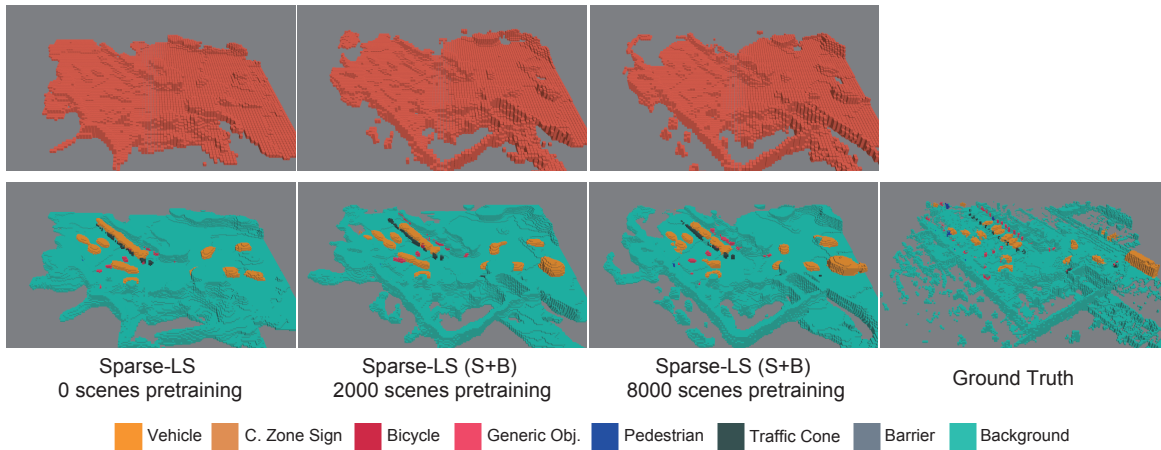 Sparse-LS
0 scenes pretraining
Sparse-LS (S+B)
2000 scenes pretraining
Sparse-LS (S+B)
8000 scenes pretraining
Ground Truth
Vehicle C. Zone Sign Bicycle Generic Obj. Pedestrian Traffic Cone Barrier Background